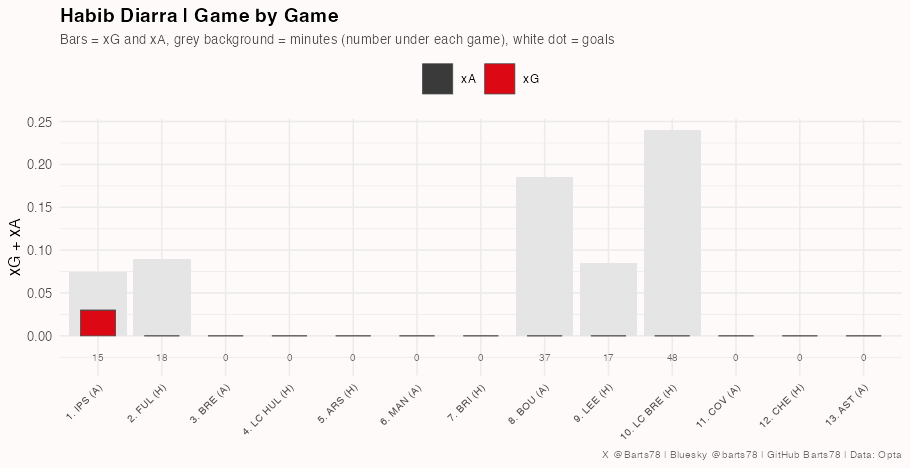 Habib Diarra | Game by Game
Bars = xG and xA, grey background = minutes (number under each game), white dot = goals
xA xG
xG + xA
0.25
0.20
0.15
0.10
0.05
0.00
15 18 0 0 0 0 0 37 17 48 0 0 0
1. IPS (A) 2. FUL (H) 3. BRE (A) 4. LC HUL (H) 5. ARS (H) 6. MAN (A) 7. BRI (H) 8. BOU (A) 9. LEE (H) 10. LC BRE (H) 11. COV (A) 12. CHE (H) 13. AST (A)
X @Barts78 | Bluesky @barts78 | GitHub Barts78 | Data: Opta